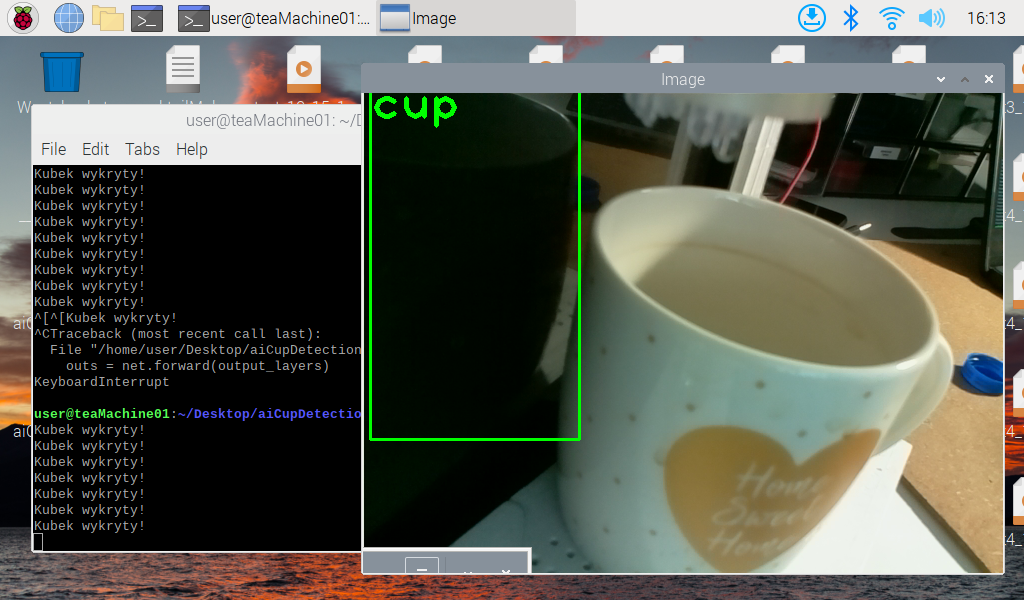 user@teaMachine01:...
Image
16:13
Image
user@teaMachine01: ~/D
File Edit Tabs Help
Kubek wykryty!
Kubek wykryty!
Kubek wykryty!
Kubek wykryty!
Kubek wykryty!
Kubek wykryty!
Kubek wykryty!
Kubek wykryty!
Kubek wykryty!
^[^[Kubek wykryty!
^CTraceback (most recent call last):
File "/home/user/Desktop/aiCupDetection
outs = net.forward(output_layers)
KeyboardInterrupt
user@teaMachine01:~/Desktop/aiCupDetectio
Kubek wykryty!
Kubek wykryty!
Kubek wykryty!
Kubek wykryty!
Kubek wykryty!
Kubek wykryty!
Kubek wykryty!
cup
Home
Sweet
Home